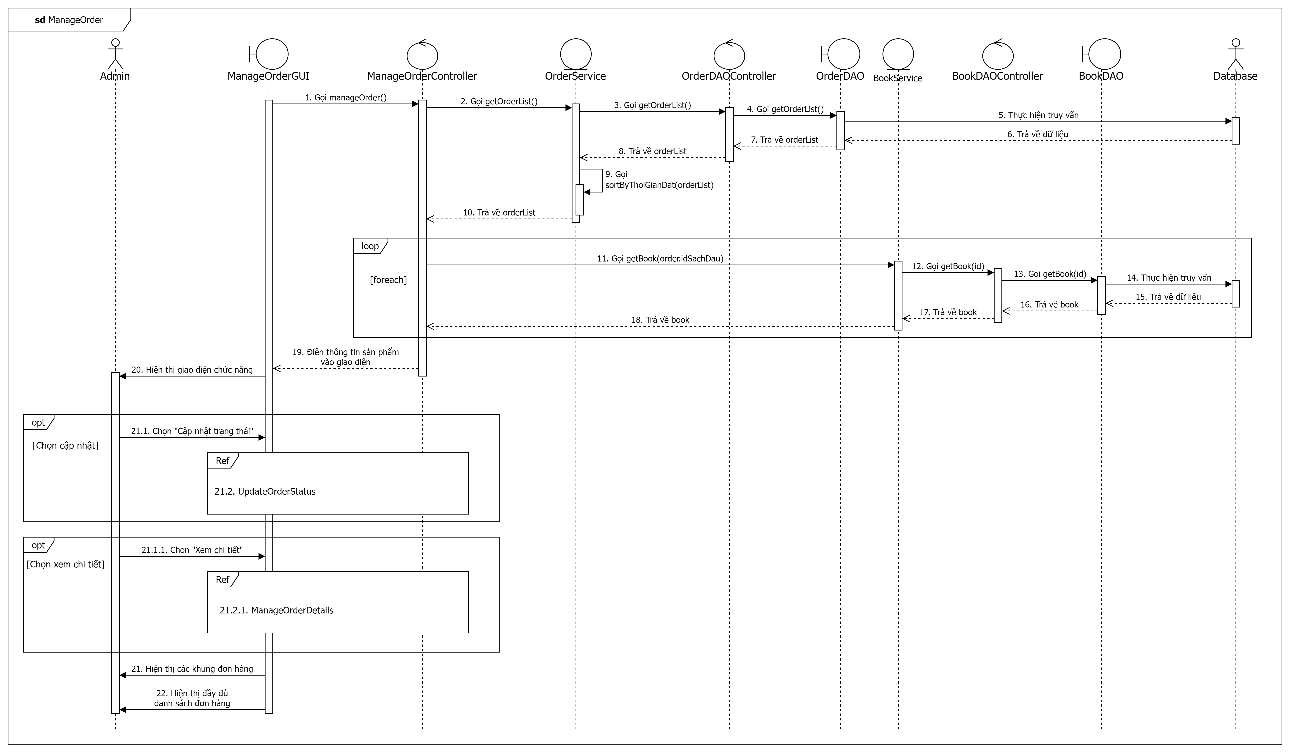 sd ManageOrder
Admin
ManageOrderGUI
ManageOrderController
OrderService
OrderDAOController
OrderDAO
BookService
BookDAOController
BookDAO
Database
1. Gọi manageOrder()
2. Gọi getOrderList()
3. Gọi getOrderList()
4. Gọi getOrderList()
5. Thực hiện truy vấn
6. Trả về dữ liệu
7. Trả về orderList
8. Trả về orderList
9. Gọi
sortByThoiGianDat(orderList)
10. Trả về orderList
loop
[foreach]
11. Gọi getBook(order.idSachDau)
12. Gọi getBook(id)
13. Gọi getBook(id)
14. Thực hiện truy vấn
15. Trả về dữ liệu
16. Trả về book
17. Trả về book
18. Trả về book
19. Điền thông tin sản phẩm
vào giao diện
20. Hiện thị giao diện chức năng
opt
[Chọn cập nhật]
21.1. Chọn "Cập nhật trạng thái"
Ref
21.2. UpdateOrderStatus
opt
[Chọn xem chi tiết]
21.1.1. Chọn "Xem chi tiết"
Ref
21.2.1. ManageOrderDetails
21. Hiện thị các khung đơn hàng
22. Hiện thị đầy đủ
danh sách đơn hàng